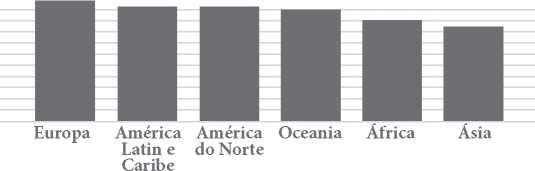 Europa
América
Latin e
Caribe
América
do Norte
Oceania
África
Ásia